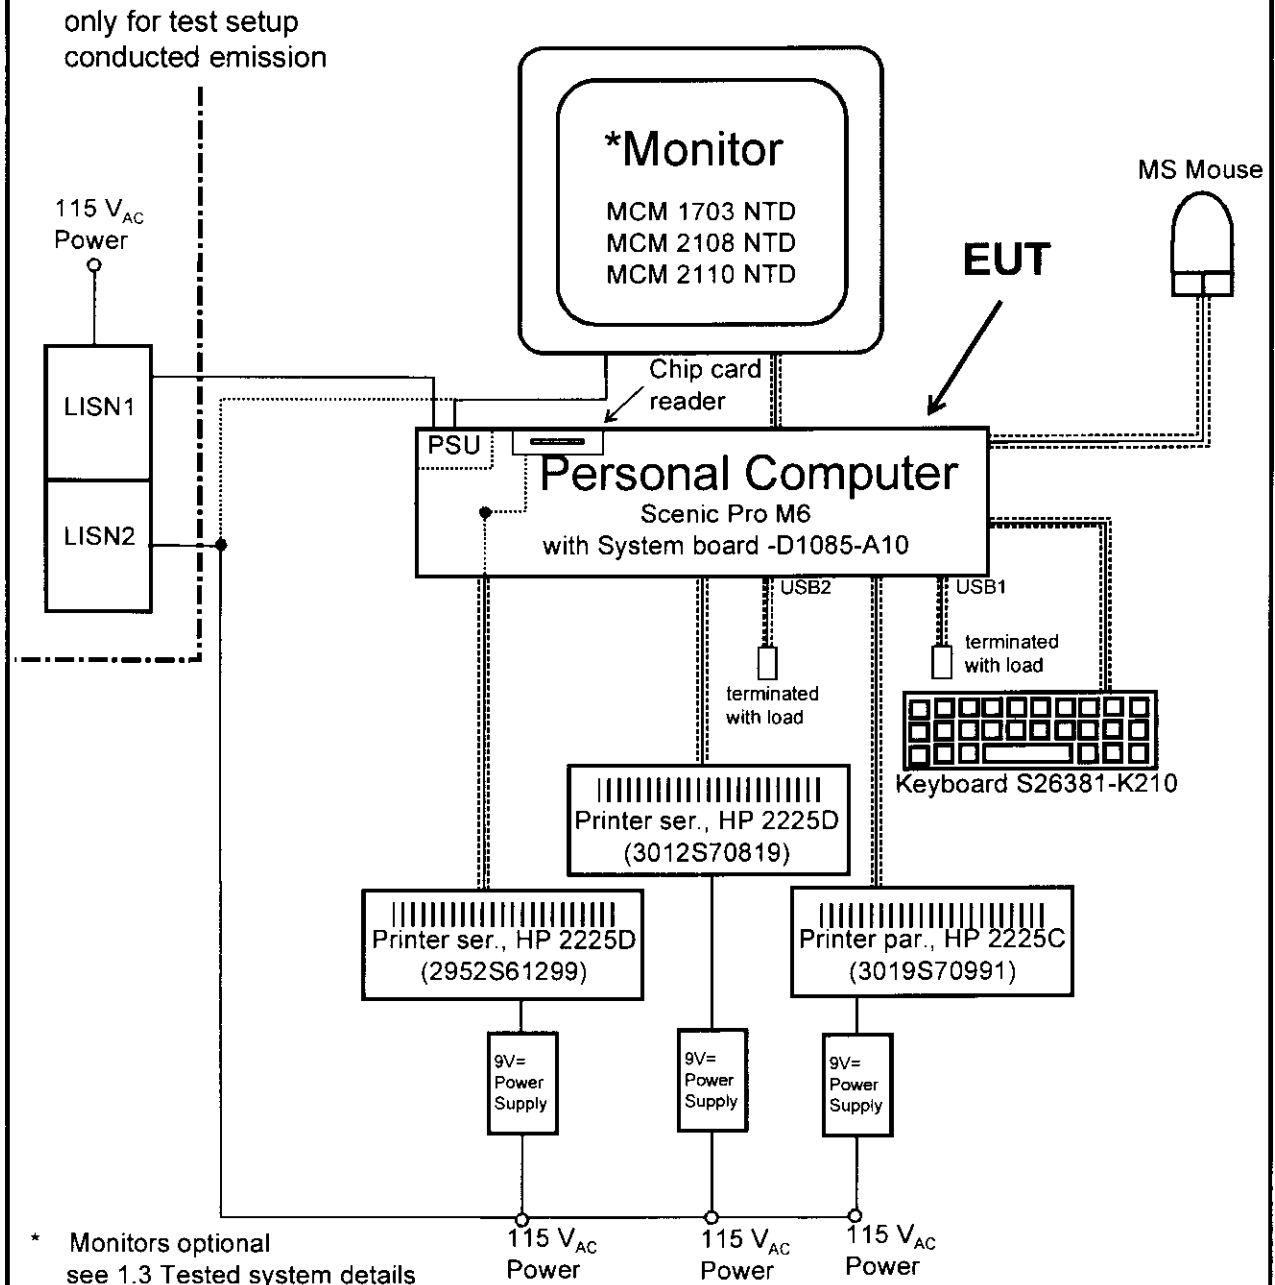 only for test setup
conducted emission
*Monitor
MCM 1703 NTD
MCM 2108 NTD
MCM 2110 NTD
MS Mouse
115 VAC
Power
EUT
LISN1
LISN2
Chip card
reader
PSU
Personal Computer
Scenic Pro M6
with System board -D1085-A10
USB2
USB1
terminated
with load
terminated
with load
Keyboard S26381-K210
Printer ser., HP 2225D
(3012S70819)
Printer ser., HP 2225D
(2952S61299)
Printer par., HP 2225C
(3019S70991)
9V=
Power
Supply
9V=
Power
Supply
9V=
Power
Supply
115 VAC
Power
115 VAC
Power
115 VAC
Power
* Monitors optional
see 1.3 Tested system details